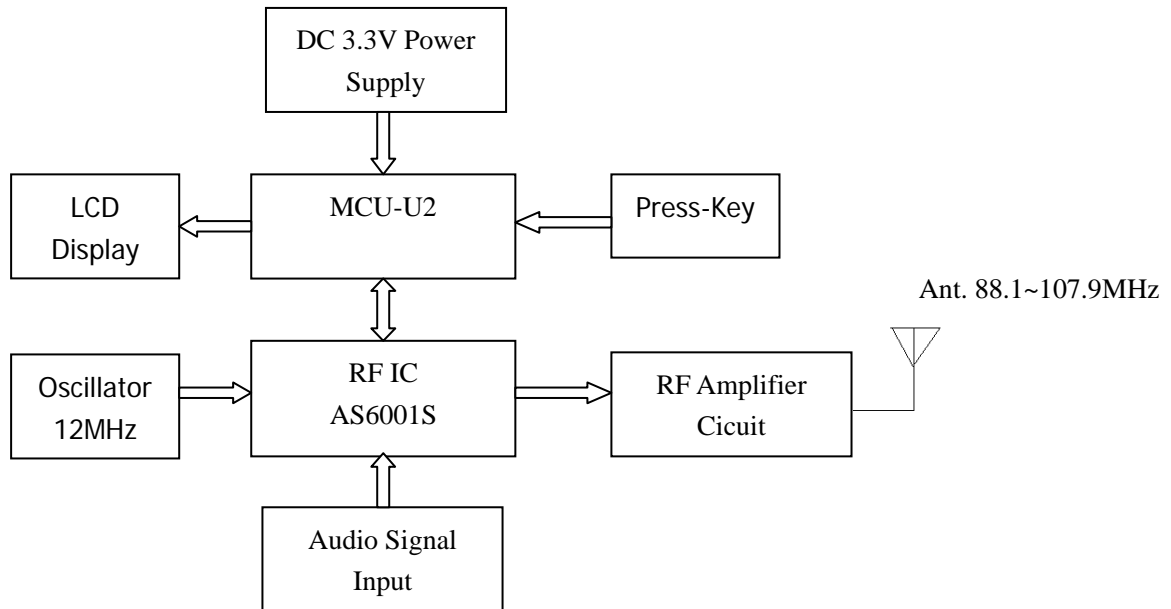 DC 3.3V Power
Supply
LCD
Display
MCU-U2
Press-Key
Ant. 88.1~107.9MHz
Oscillator
12MHz
RF IC
AS6001S
RF Amplifier
Cicuit
Audio Signal
Input